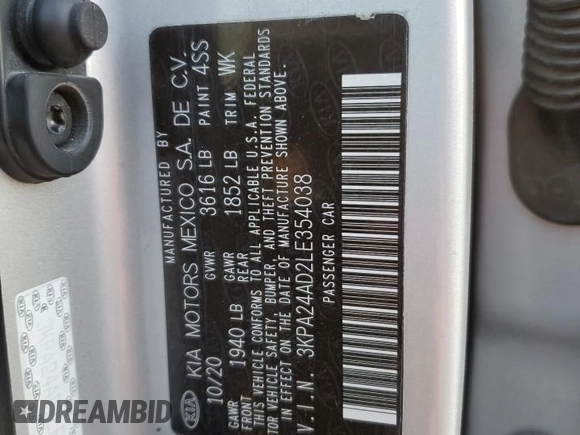 MANUFACTURED BY
KIA KIA MOTORS MEXICO S.A. DE C.V.
10/20 GVWR 3616 LB PAINT 4SS
GAWR FRONT 1940 LB GAWR REAR 1852 LB TRIM WK
THIS VEHICLE CONFORMS TO ALL APPLICABLE U.S.A. FEDERAL
SAFETY, BUMPER, AND THEFT PREVENTION STANDARDS
IN EFFECT ON THE DATE OF MANUFACTURE SHOWN ABOVE.
V.I.N. 3KPA24AD2LE354038
PASSENGER CAR
DREAMBID